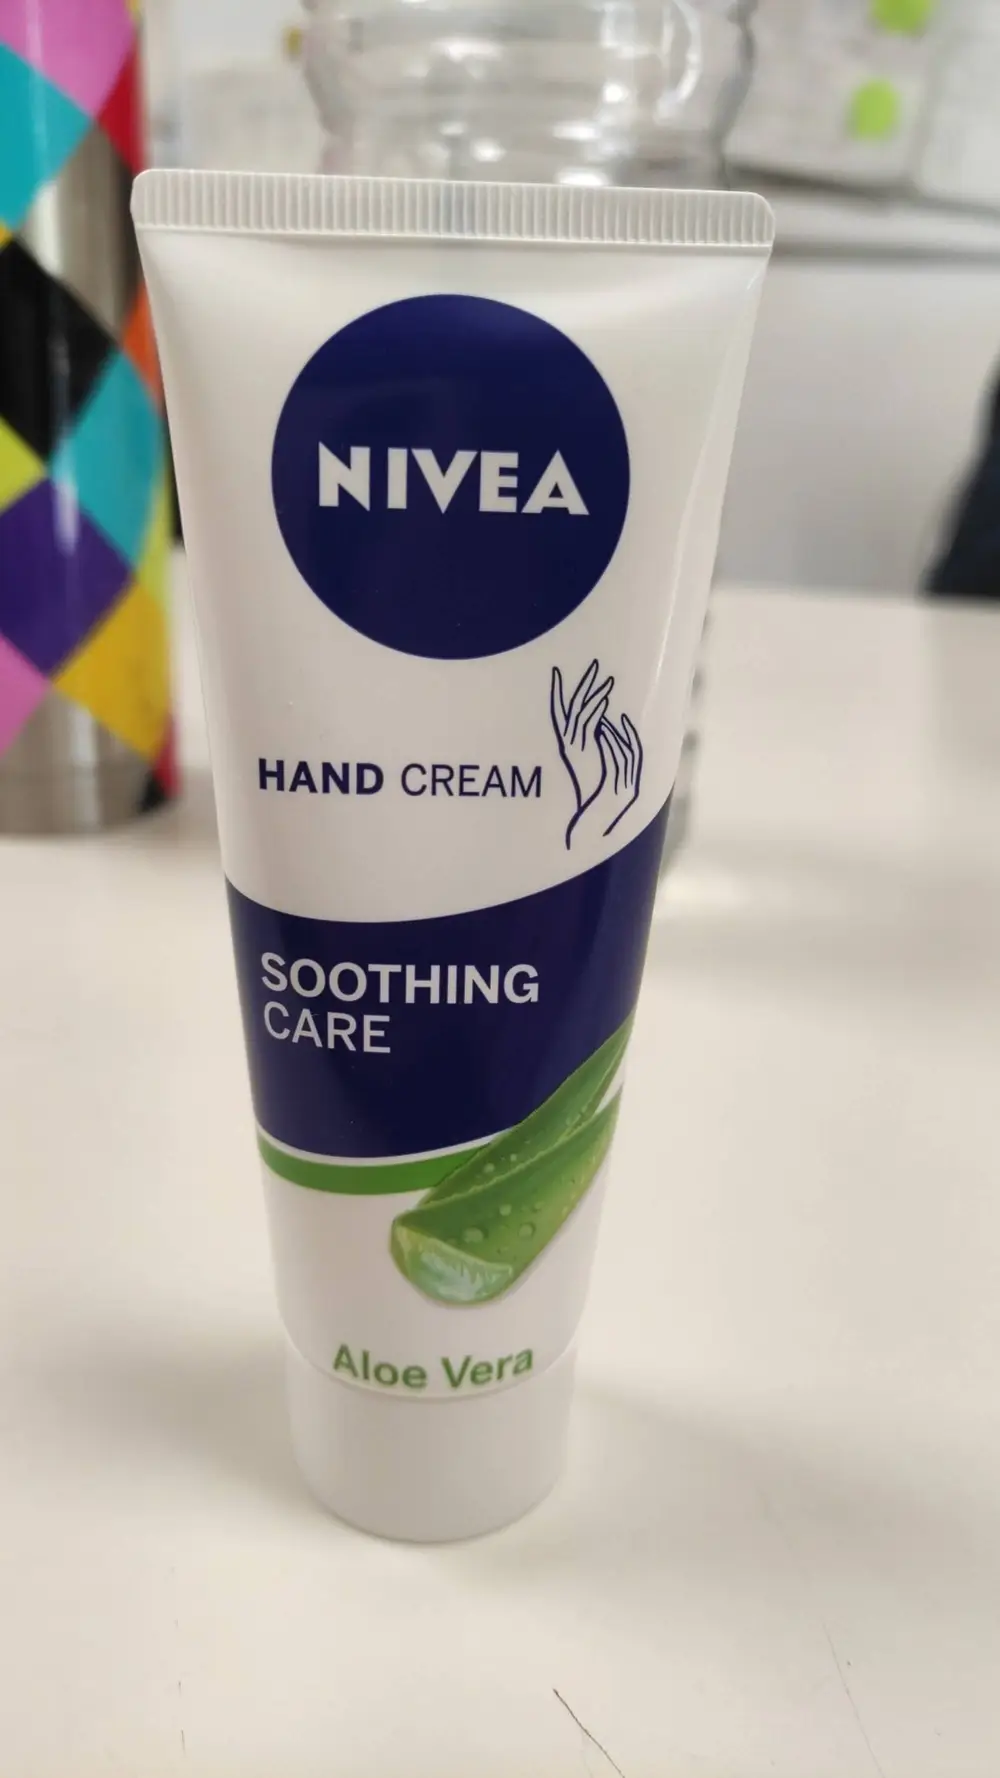 NIVEA
HAND CREAM
SOOTHING
CARE
Aloe Vera